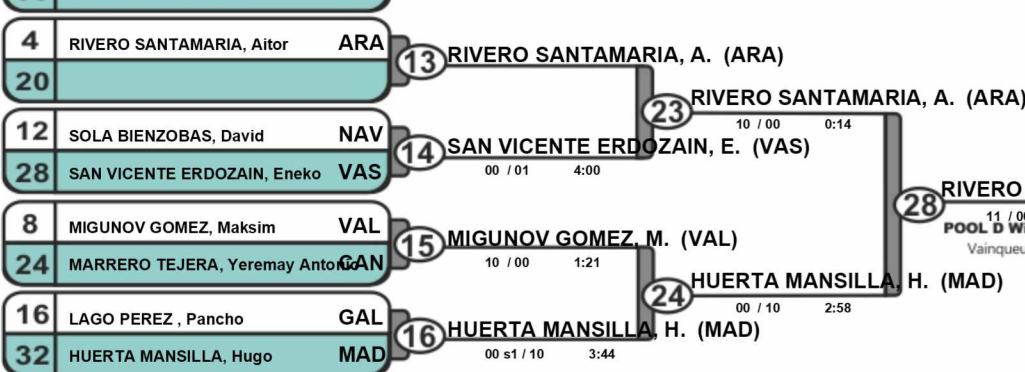 4 RIVERO SANTAMARIA, Aitor ARA
20
13 RIVERO SANTAMARIA, A. (ARA)
12 SOLA BIENZOBAS, David NAV
28 SAN VICENTE ERDOZAIN, Eneko VAS
14 SAN VICENTE ERDOZAIN, E. (VAS)
00 / 01 4:00
23 RIVERO SANTAMARIA, A. (ARA)
10 / 00 0:14
8 MIGUNOV GOMEZ, Maksim VAL
24 MARRERO TEJERA, Yeremay Antonio CAN
15 MIGUNOV GOMEZ, M. (VAL)
10 / 00 1:21
16 LAGO PEREZ , Pancho GAL
32 HUERTA MANSILLA, Hugo MAD
16 HUERTA MANSILLA, H. (MAD)
00 s1 / 10 3:44
24 HUERTA MANSILLA, H. (MAD)
00 / 10 2:58
28 RIVERO
11 / 00
POOL D